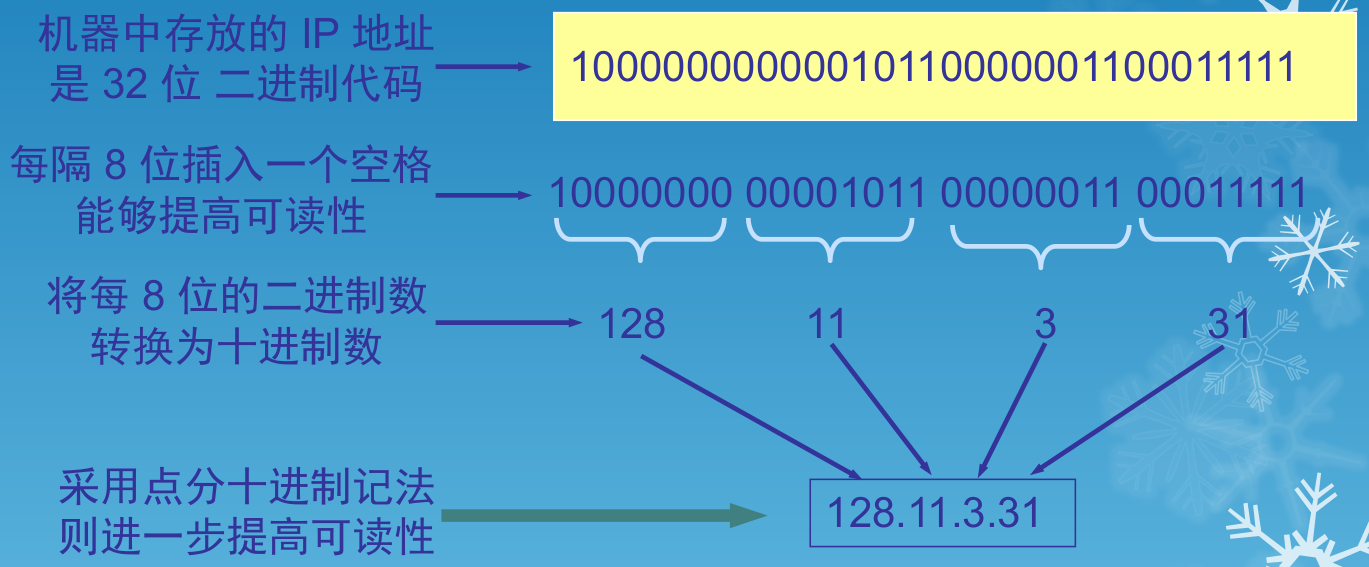 机器中存放的 IP 地址
是 32 位 二进制代码
10000000000010110000001100011111
每隔 8 位插入一个空格
能够提高可读性
10000000 00001011 00000011 00011111
将每 8 位的二进制数
转换为十进制数
128 11 3 31
采用点分十进制记法
则进一步提高可读性
128.11.3.31